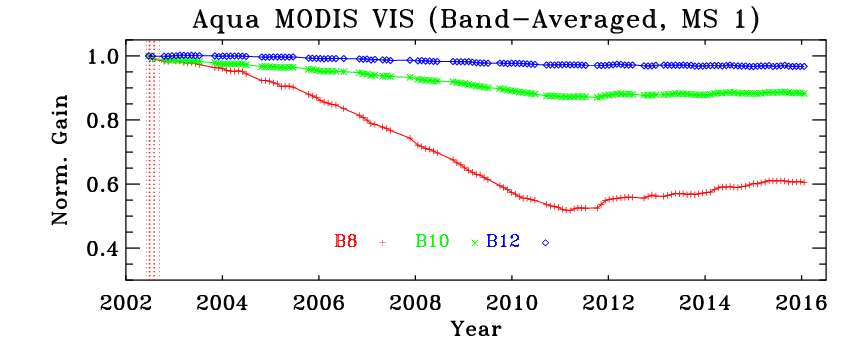 Aqua MODIS VIS (Band-Averaged, MS 1)
Norm. Gain
1.0
0.8
0.6
0.4
B8 B10 B12
2002 2004 2006 2008 2010 2012 2014 2016
Year